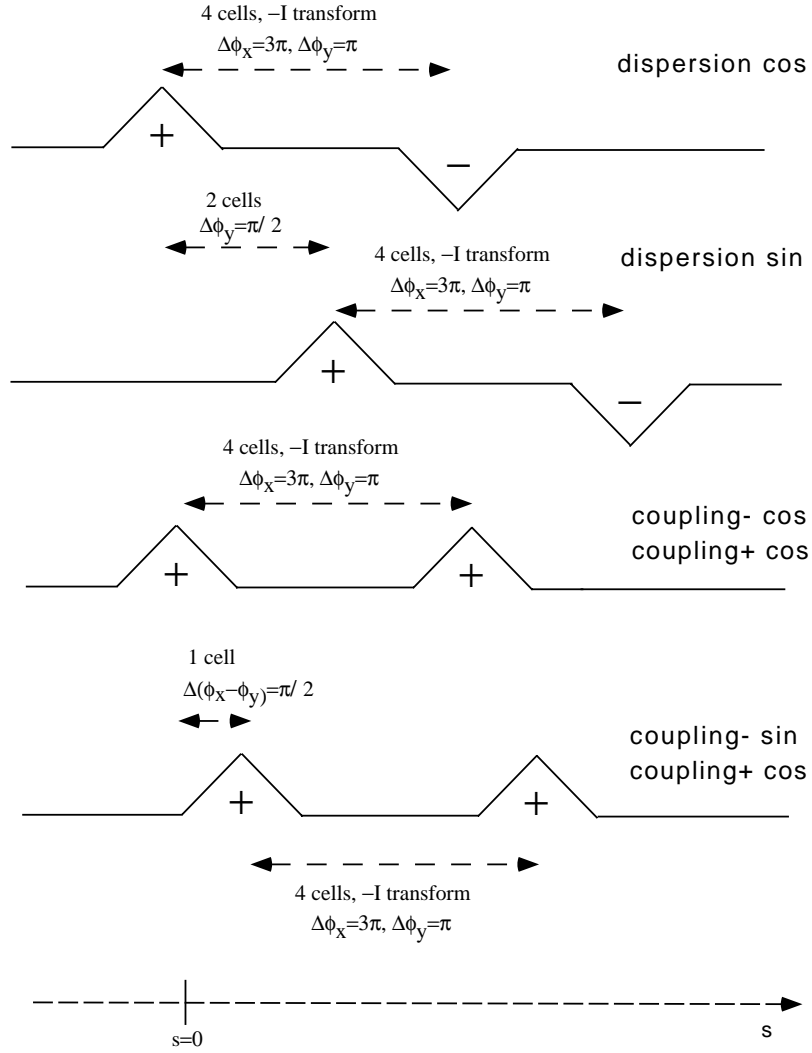 4 cells, −I transform
Δϕx=3π, Δϕy=π
dispersion cos
+
−
2 cells
Δϕy=π/ 2
4 cells, −I transform
Δϕx=3π, Δϕy=π
dispersion sin
+
−
4 cells, −I transform
Δϕx=3π, Δϕy=π
coupling- cos
coupling+ cos
+ +
1 cell
Δ(ϕx−ϕy)=π/ 2
coupling- sin
coupling+ cos
+ +
4 cells, −I transform
Δϕx=3π, Δϕy=π
s=0
s